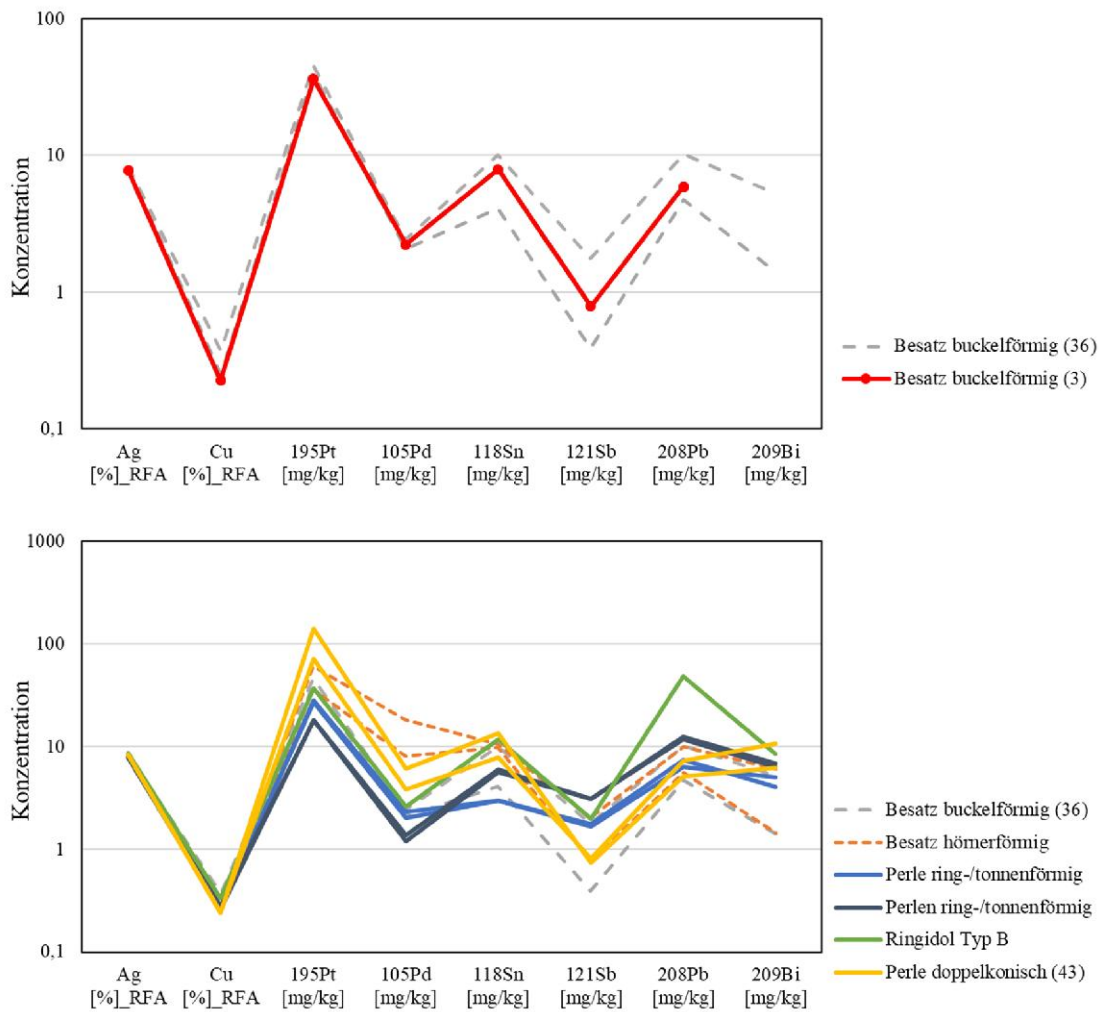 100
10
1
0,1
Konzentration
Ag
[%]_RFA
Cu
[%]_RFA
195Pt
[mg/kg]
105Pd
[mg/kg]
118Sn
[mg/kg]
121Sb
[mg/kg]
208Pb
[mg/kg]
209Bi
[mg/kg]
Besatz buckelförmig (36)
Besatz buckelförmig (3)
1000
100
10
1
0,1
Konzentration
Ag
[%]_RFA
Cu
[%]_RFA
195Pt
[mg/kg]
105Pd
[mg/kg]
118Sn
[mg/kg]
121Sb
[mg/kg]
208Pb
[mg/kg]
209Bi
[mg/kg]
Besatz buckelförmig (36)
Besatz hörnerförmig
Perle ring-/tonnenförmig
Perlen ring-/tonnenförmig
Ringidol Typ B
Perle doppelkonisch (43)